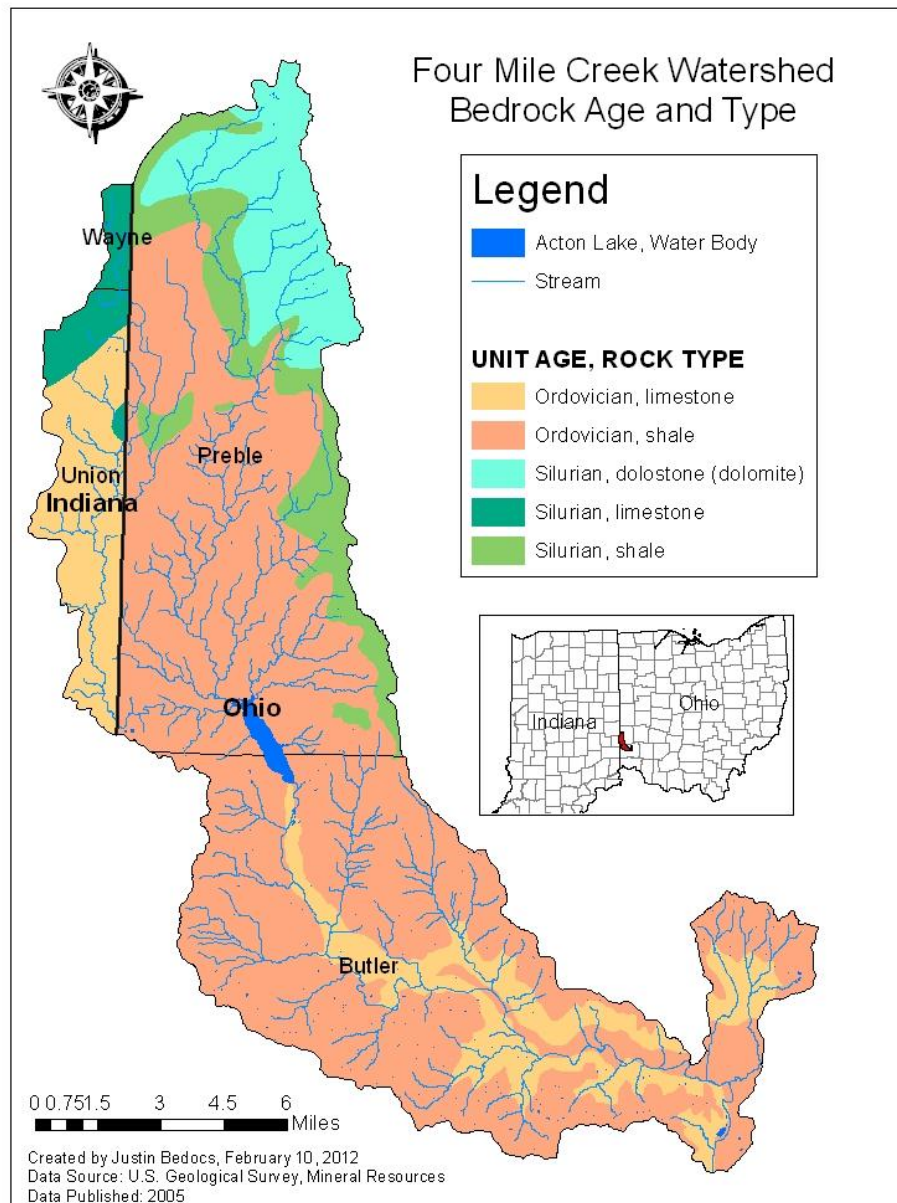 Four Mile Creek Watershed
Bedrock Age and Type
Legend
Acton Lake, Water Body
Stream
UNIT AGE, ROCK TYPE
Ordovician, limestone
Ordovician, shale
Silurian, dolostone (dolomite)
Silurian, limestone
Silurian, shale
Wayne
Preble
Union
Indiana
Ohio
Butler
Indiana
Ohio
0 0.75 1.5 3 4.5 6
Miles
Created by Justin Bedocs, February 10, 2012
Data Source: U.S. Geological Survey, Mineral Resources
Data Published: 2005